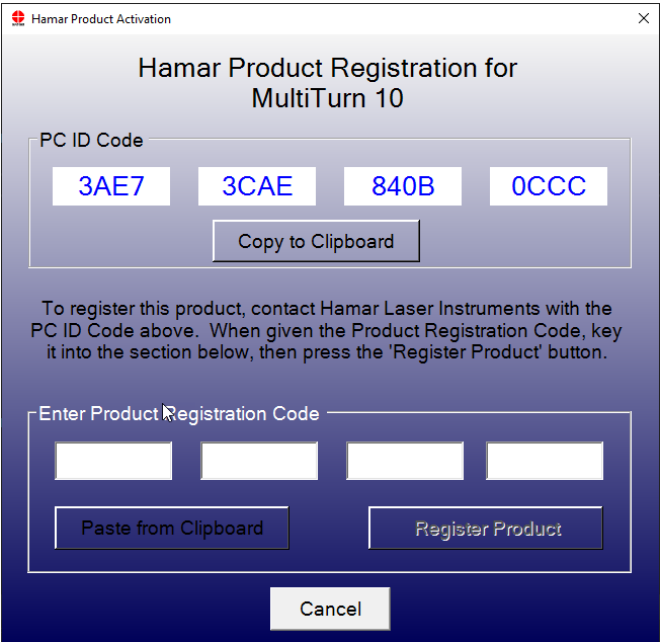 Hamar Product Activation
Hamar Product Registration for
MultiTurn 10
PC ID Code
3AE7 3CAE 840B 0CCC
Copy to Clipboard
To register this product, contact Hamar Laser Instruments with the
PC ID Code above. When given the Product Registration Code, key
it into the section below, then press the 'Register Product' button.
Enter Product Registration Code
Paste from Clipboard Register Product
Cancel